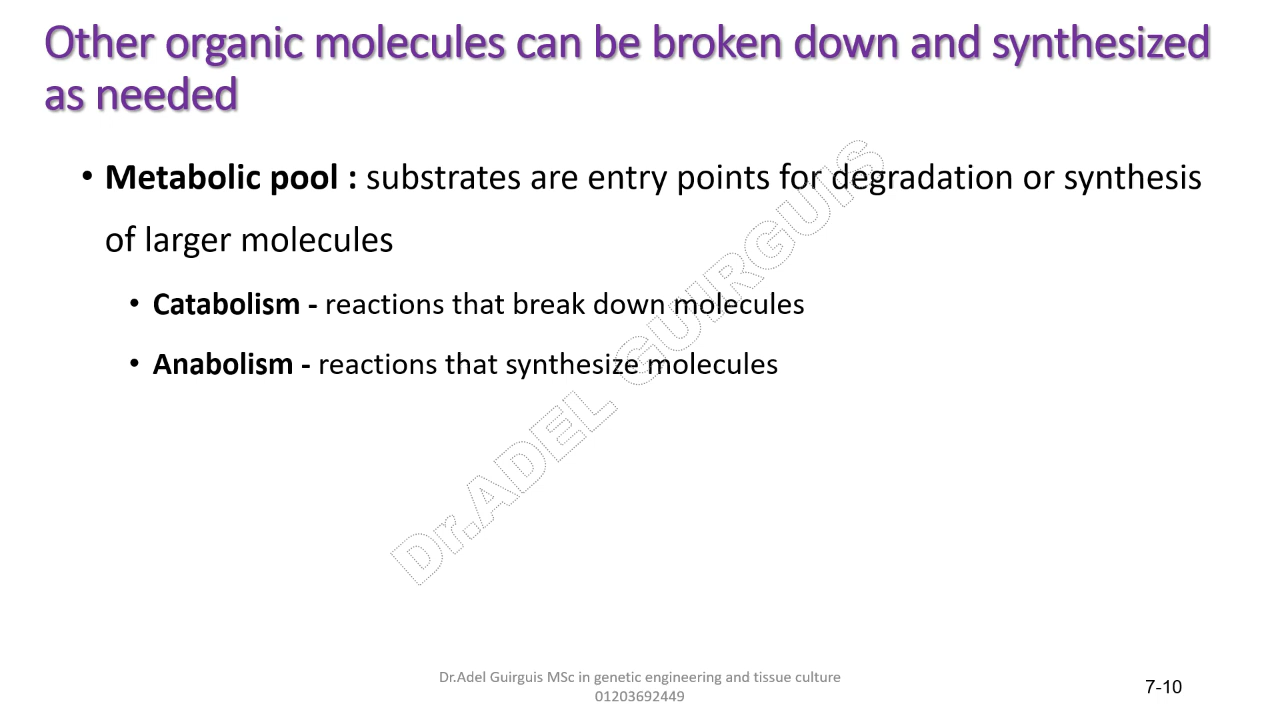 Other organic molecules can be broken down and synthesized
as needed
• Metabolic pool : substrates are entry points for degradation or synthesis
of larger molecules
• Catabolism - reactions that break down molecules
• Anabolism - reactions that synthesize molecules
Dr.ADEL GUIRGUIS
Dr.Adel Guirguis MSc in genetic engineering and tissue culture
01203692449
7-10